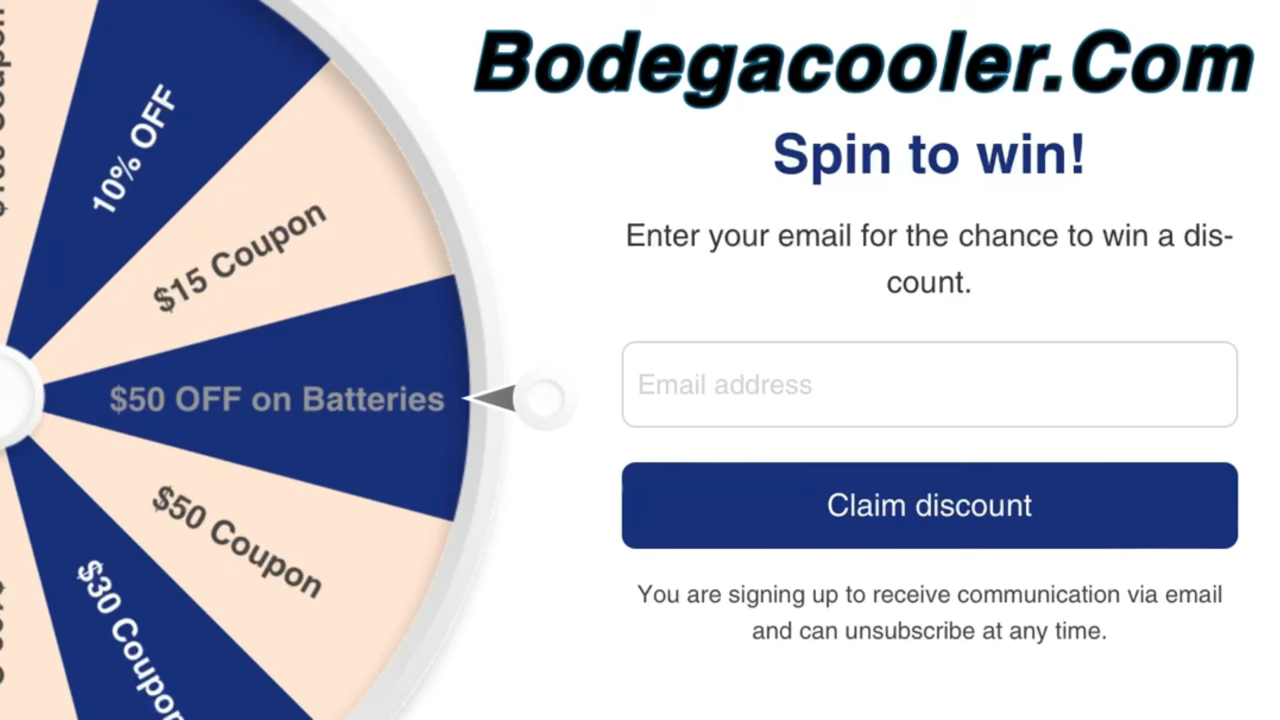 Bodegacooler.Com
Spin to win!
Enter your email for the chance to win a dis-
count.
Email address
Claim discount
You are signing up to receive communication via email
and can unsubscribe at any time.
10% OFF
$15 Coupon
$50 OFF on Batteries
$50 Coupon
$30 Coupon